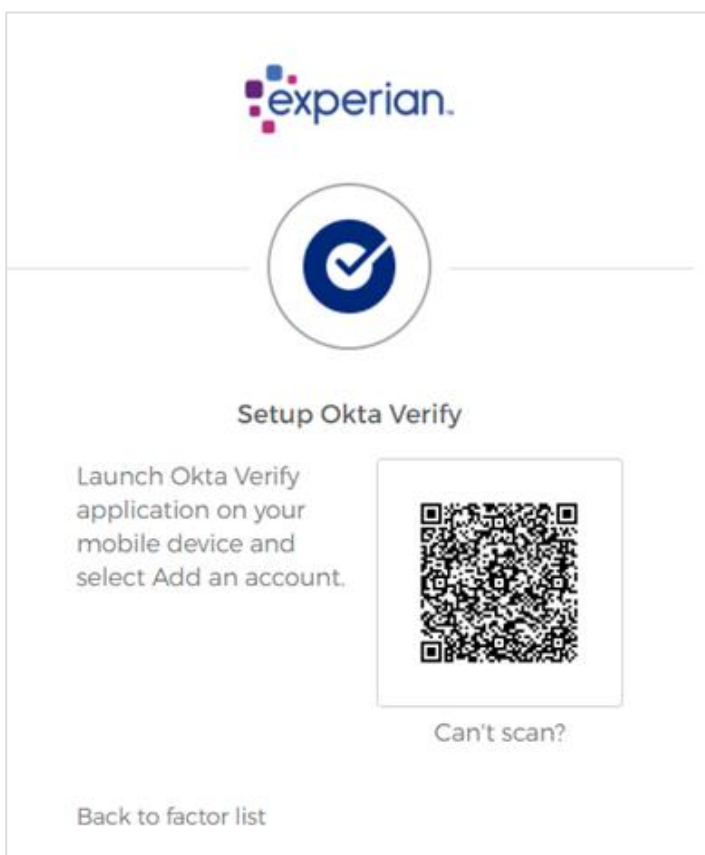 experian™
Setup Okta Verify
Launch Okta Verify
application on your
mobile device and
select Add an account.
Can't scan?
Back to factor list